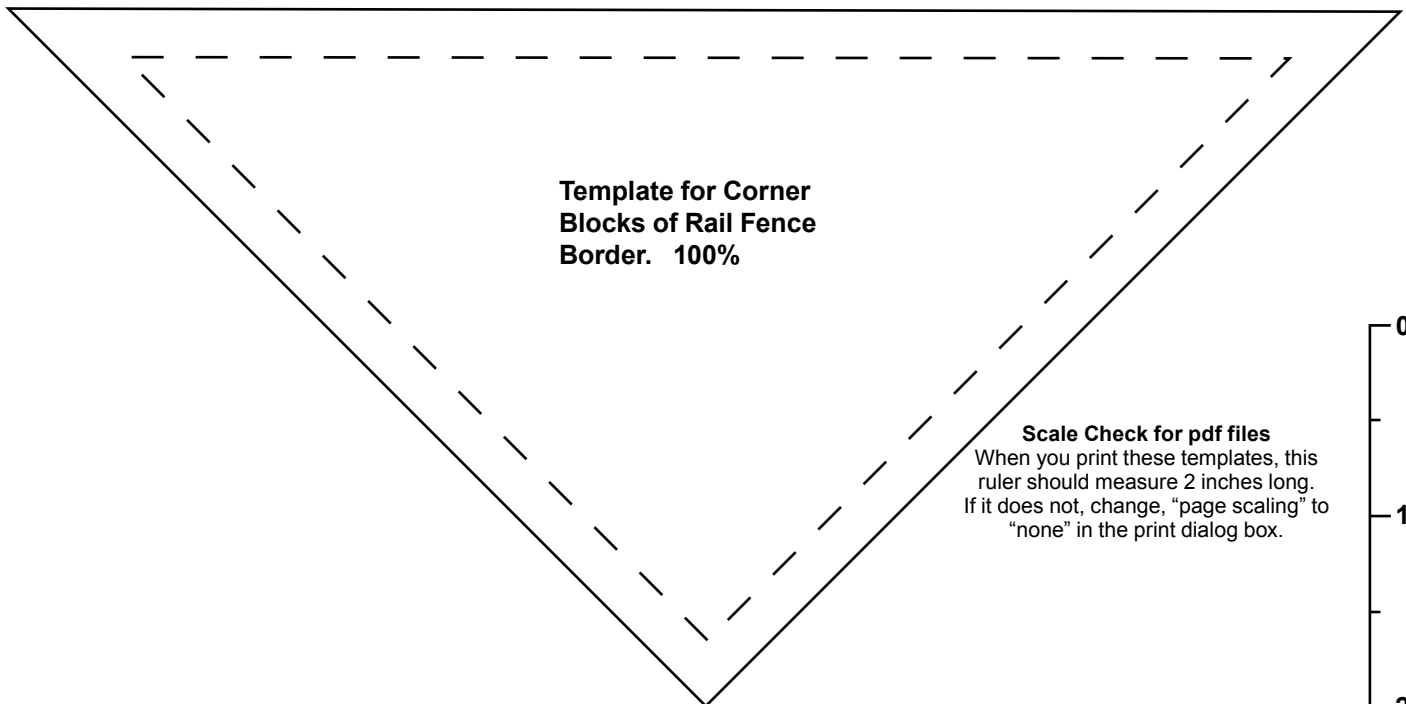 Template for Corner
Blocks of Rail Fence
Border. 100%
0
Scale Check for pdf files
When you print these templates, this
ruler should measure 2 inches long.
If it does not, change, “page scaling” to
“none” in the print dialog box.
1
2